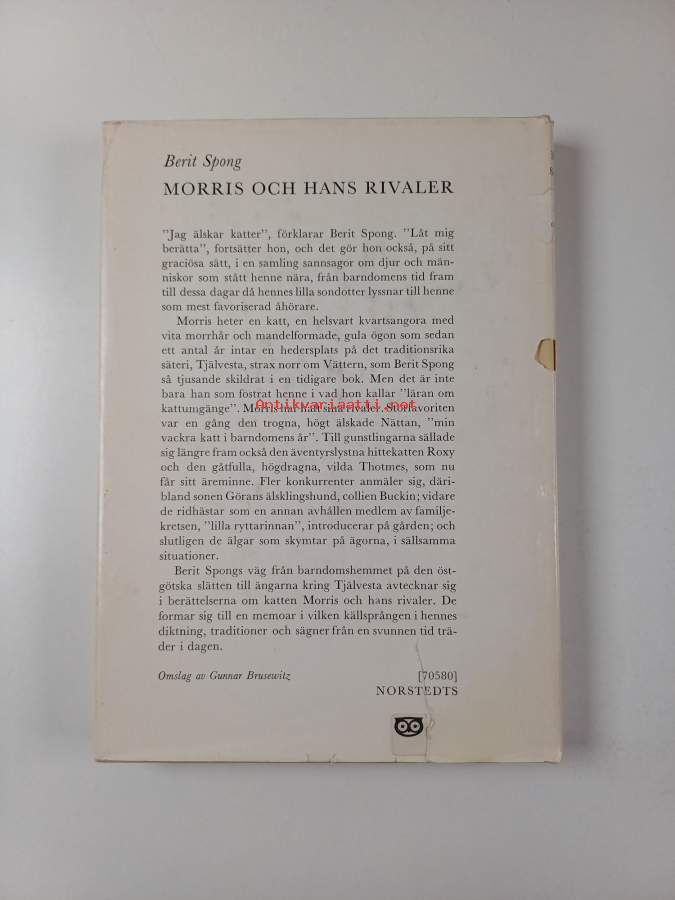 Berit Spong
MORRIS OCH HANS RIVALER
"Jag älskar katter", förklarar Berit Spong. "Låt mig
berätta", fortsätter hon, och det gör hon också, på sitt
graciösa sätt, i en samling sannsagor om djur och män-
niskor som stått henne nära, från barndomens tid fram
till dessa dagar då hennes lilla sondotter lyssnar till henne
som mest favoriserad åhörare.
Morris heter en katt, en helsvart kvartsangora med
vita morrhår och mandelformade, gula ögon som sedan
ett antal år intar en hedersplats på det traditionsrika
säteri, Tjälvesta, strax norr om Vättern, som Berit Spong
så tjusande skildrat i en tidigare bok. Men det är inte
bara han som fostrat henne i vad hon kallar "läran om
kattumgänge". Morris har haft sina rivaler. Storfavoriten
Antikvariaatti.net
var en gång den trogna, högt älskade Nättan, "min
vackra katt i barndomens år". Till gunstlingarna sällade
sig längre fram också den äventyrslystna hittekatten Roxy
och den gåtfulla, högdragna, vilda Thotmes, som nu
får sitt äreminne. Fler konkurrenter anmäler sig, däri-
bland sonen Görans älsklingshund, collien Buckin; vidare
de ridhästar som en annan avhållen medlem av familje-
kretsen, "lilla ryttarinnan", introducerar på gården; och
slutligen de älgar som skymtar på ägorna, i sällsamma
situationer.
Berit Spongs väg från barndomshemmet på den öst-
götska slätten till ängarna kring Tjälvesta avtecknar sig
i berättelserna om katten Morris och hans rivaler. De
formar sig till en memoar i vilken källsprången i hennes
diktning, traditioner och sägner från en svunnen tid trä-
der i dagen.
Omslag av Gunnar Brusewitz
[70580]
NORSTEDTS